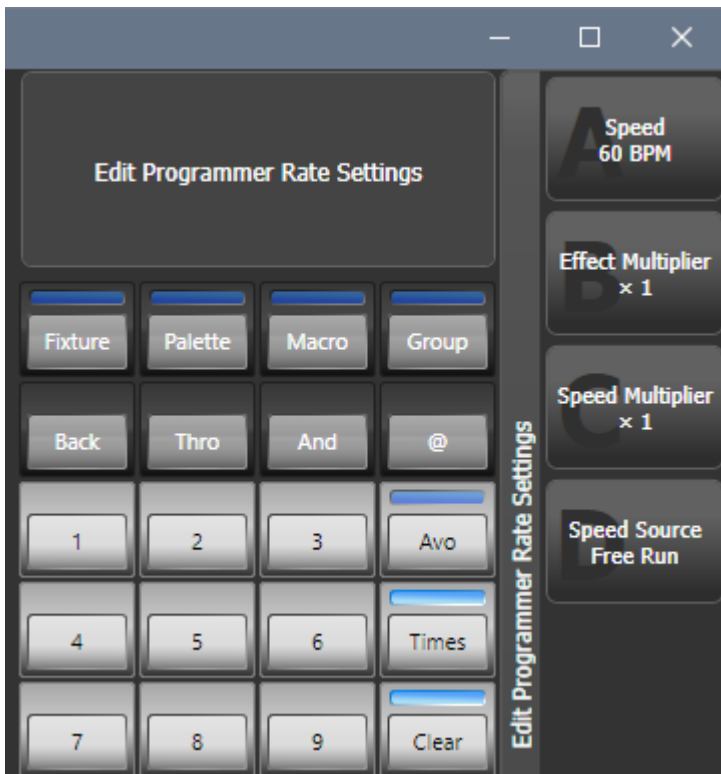 Edit Programmer Rate Settings
Fixture
Palette
Macro
Group
Back
Thro
And
@
1
2
3
Avo
4
5
6
Times
7
8
9
Clear
Edit Programmer Rate Settings
A
Speed
60 BPM
B
Effect Multiplier
× 1
C
Speed Multiplier
× 1
D
Speed Source
Free Run